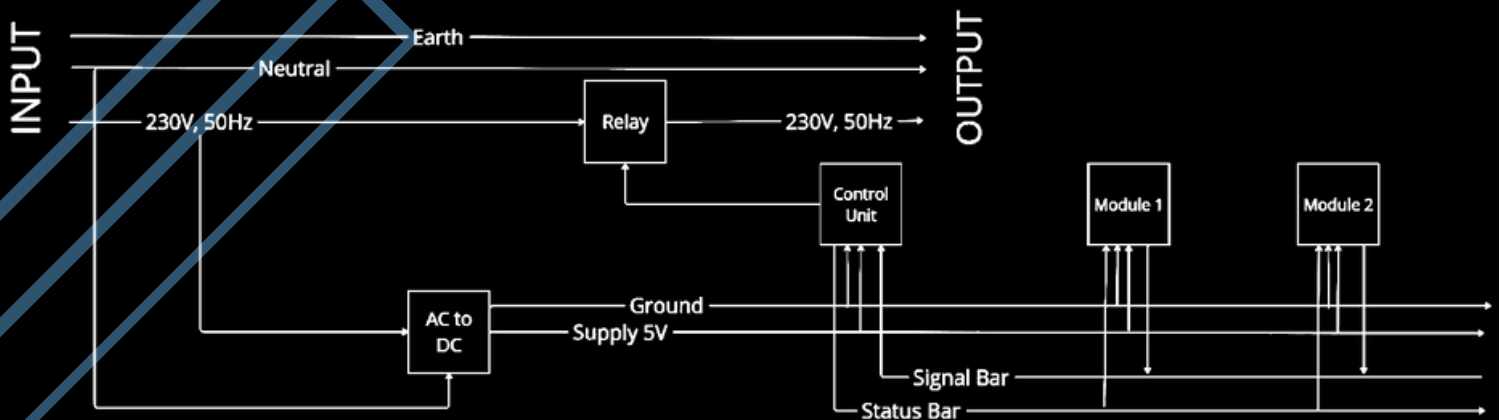 INPUT
Earth
OUTPUT
Neutral
230V, 50Hz
Relay
230V, 50Hz
Control
Unit
Module 1
Module 2
AC to
DC
Ground
Supply 5V
Signal Bar
Status Bar